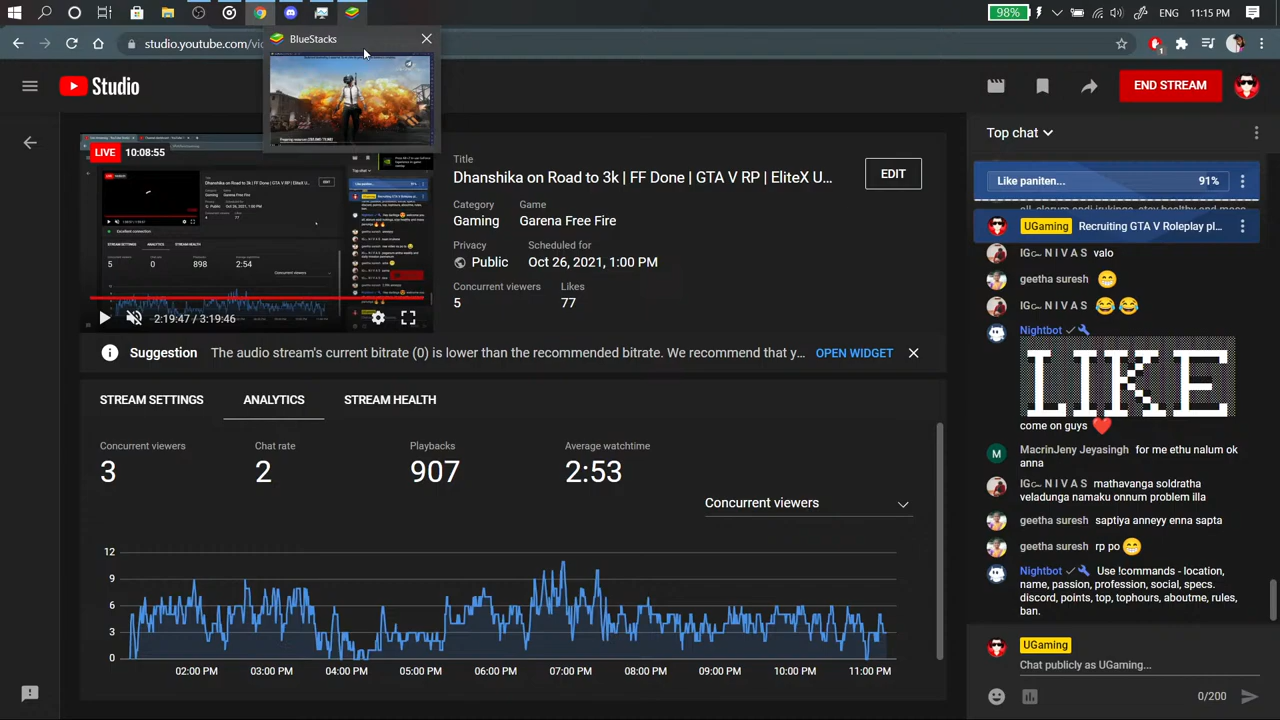 98%
ENG
11:15 PM
studio.youtube.com/vi
BlueStacks
1
Studio
END STREAM
LIVE
10:08:55
2:19:47 / 3:19:46
Title
Dhanshika on Road to 3k | FF Done | GTA V RP | EliteX U...
EDIT
Category
Game
Gaming
Garena Free Fire
Privacy
Scheduled for
Public
Oct 26, 2021, 1:00 PM
Concurrent viewers
Likes
5
77
Suggestion
The audio stream's current bitrate (0) is lower than the recommended bitrate. We recommend that y...
OPEN WIDGET
STREAM SETTINGS
ANALYTICS
STREAM HEALTH
Concurrent viewers
Chat rate
Playbacks
Average watchtime
3
2
907
2:53
Concurrent viewers
12
9
6
3
0
02:00 PM
03:00 PM
04:00 PM
05:00 PM
06:00 PM
07:00 PM
08:00 PM
09:00 PM
10:00 PM
11:00 PM
Top chat
Like paniten...
91%
UGaming Recruiting GTA V Roleplay pl...
N I V A S valo
geetha suresh
N I V A S
Nightbot
LIKE
come on guys
M
MacrinJeny Jeyasingh for me ethu nalum ok
anna
N I V A S mathavanga soldratha
veladunga namaku onnum problem illa
geetha suresh saptiya anneyy enna sapta
geetha suresh rp po
Nightbot Use !commands - location,
name, passion, profession, social, specs.
discord, points, top, tophours, aboutme, rules,
ban.
UGaming
Chat publicly as UGaming...
0/200